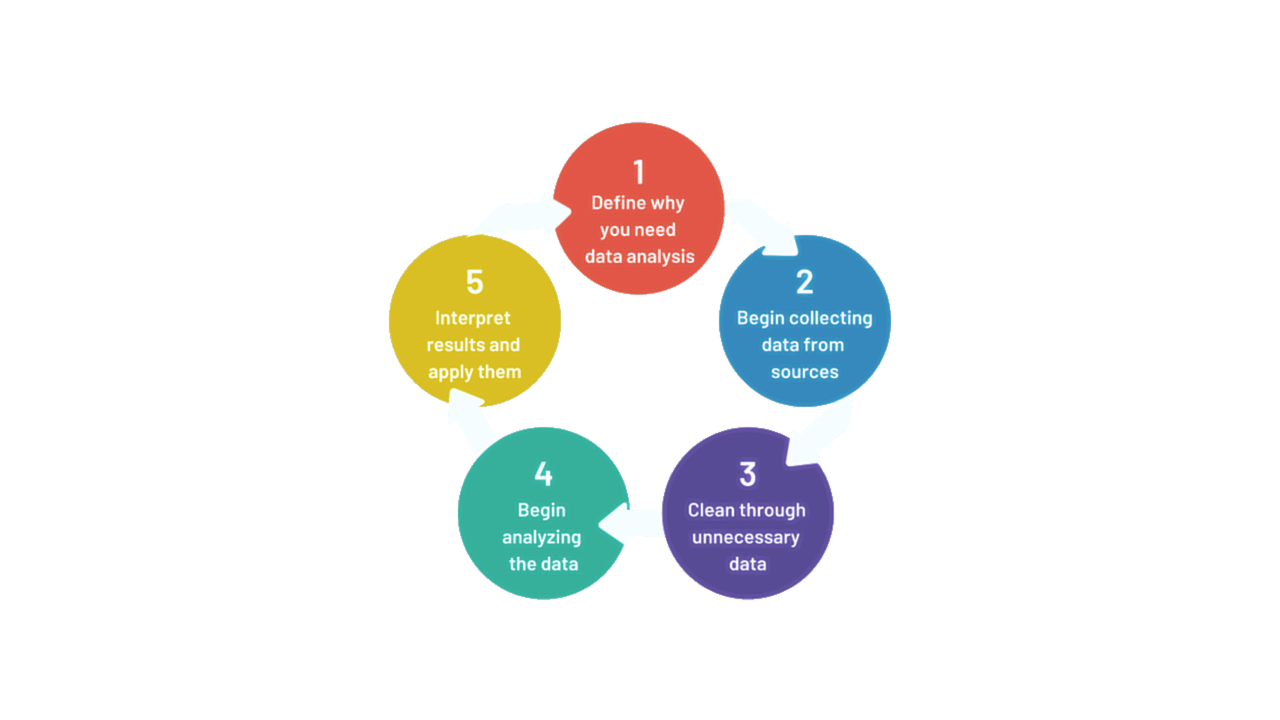 1
Define why
you need
data analysis
2
Begin collecting
data from
sources
3
Clean through
unnecessary
data
4
Begin
analyzing
the data
5
Interpret
results and
apply them